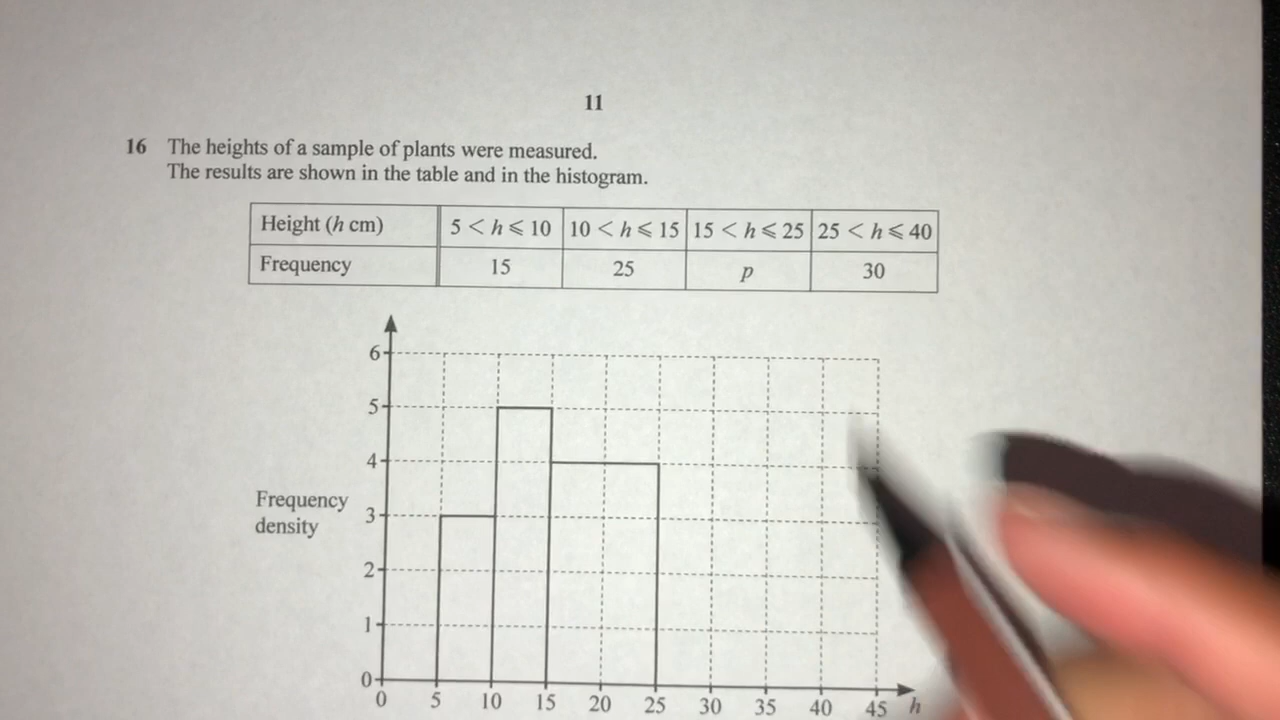 11
16 The heights of a sample of plants were measured.
The results are shown in the table and in the histogram.
Height (h cm) 5 < h ⩽ 10 10 < h ⩽ 15 15 < h ⩽ 25 25 < h ⩽ 40
Frequency 15 25 p 30
6
5
4
Frequency
density
3
2
1
0
0 5 10 15 20 25 30 35 40 45 h